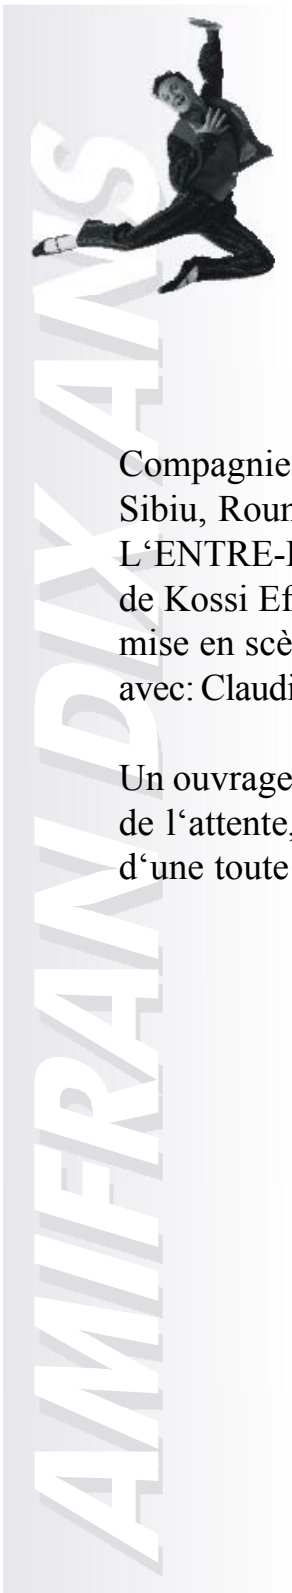 AMIFRAN DIX ANS
Compagnie
Sibiu, Roum
L‘ENTRE-
de Kossi Ef
mise en scè
avec: Claudi
Un ouvrage
de l‘attente,
d‘une toute